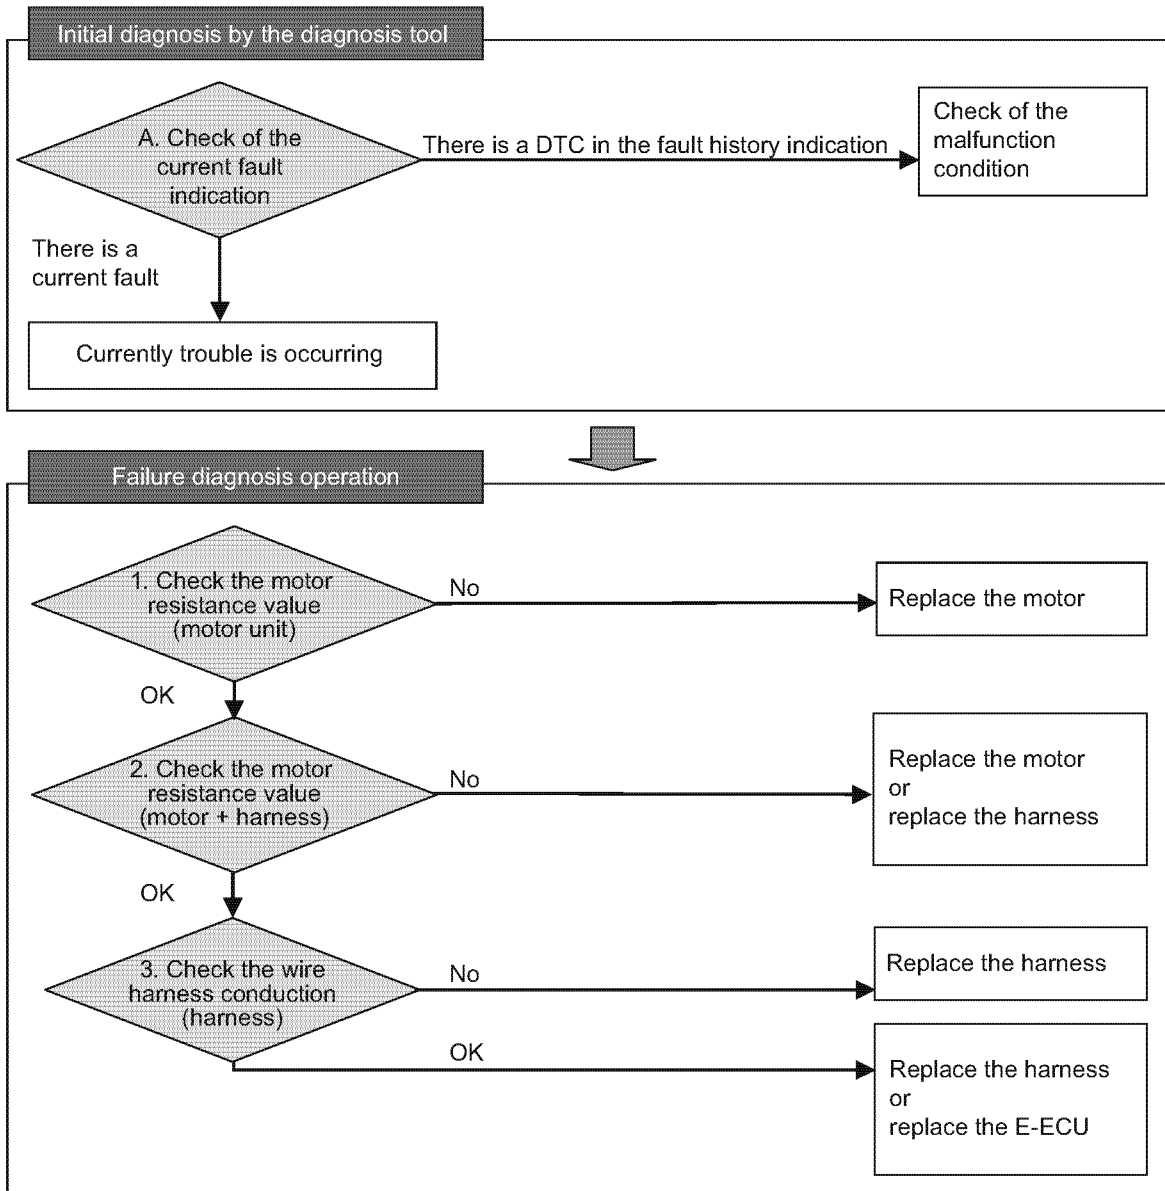 Initial diagnosis by the diagnosis tool
A. Check of the
current fault
indication
There is a DTC in the fault history indication
Check of the
malfunction
condition
There is a
current fault
Currently trouble is occurring
Failure diagnosis operation
1. Check the motor
resistance value
(motor unit)
No
Replace the motor
OK
2. Check the motor
resistance value
(motor + harness)
No
Replace the motor
or
replace the harness
OK
3. Check the wire
harness conduction
(harness)
No
Replace the harness
OK
Replace the harness
or
replace the E-ECU